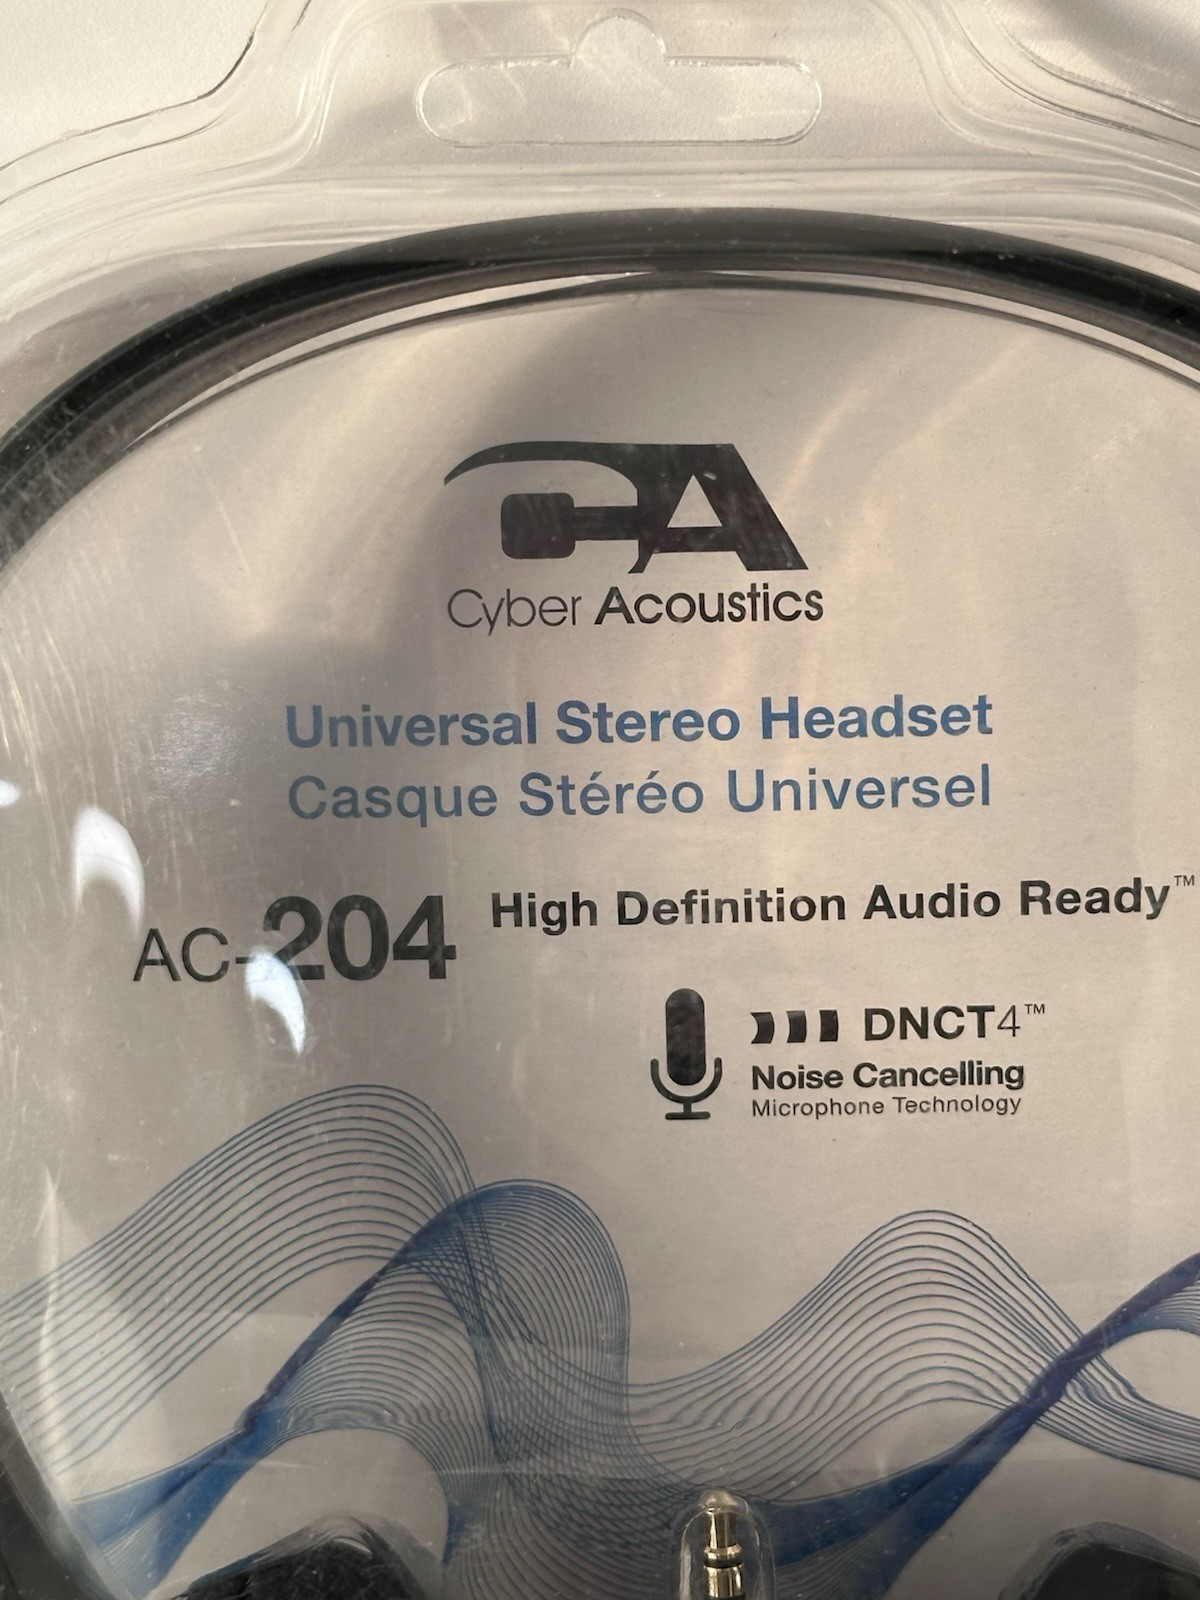 CA
Cyber Acoustics
Universal Stereo Headset
Casque Stéréo Universel
AC-204
High Definition Audio Ready™
DNCT4™
Noise Cancelling
Microphone Technology